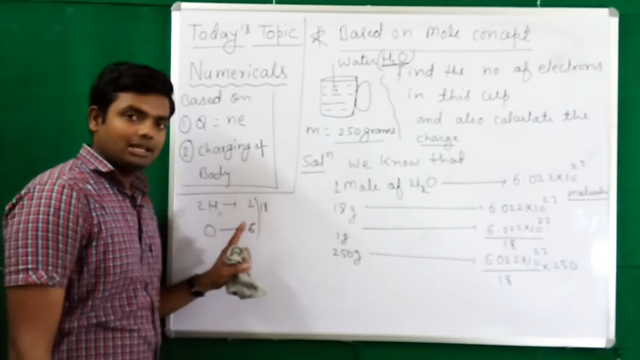 Today's Topic
Numericals
Based on
① Q = ne
② Charging of
Body
2H → 2 | 18
O — 6
* Based on Mole concept
Water (H₂O)
m = 250 grams
Find the no of electrons
in this cup
and also calculate the
charge
Solⁿ We know that
1 Mole of H₂O → 6.022×10²³ molecules
18g → 6.022×10²³
1g → 6.022×10²³
18
250g → 6.022×10²³ × 250
18